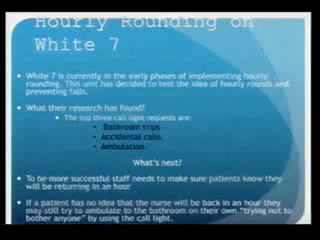 Hourly Rounding on
White 7
White 7 is currently in the early phases of implementing hourly
rounding. This unit has decided to test the idea of hourly rounds and
preventing falls.
What their research has found?
The top three call light requests are:
Bathroom trips
Accidental calls
Ambulation.
What's next?
To be more successful staff needs to make sure patients know they
will be returning in an hour
If a patient has no idea that the nurse will be back in an hour they
may still try to ambulate to the bathroom on their own "trying not to
bother anyone" by using the call light.